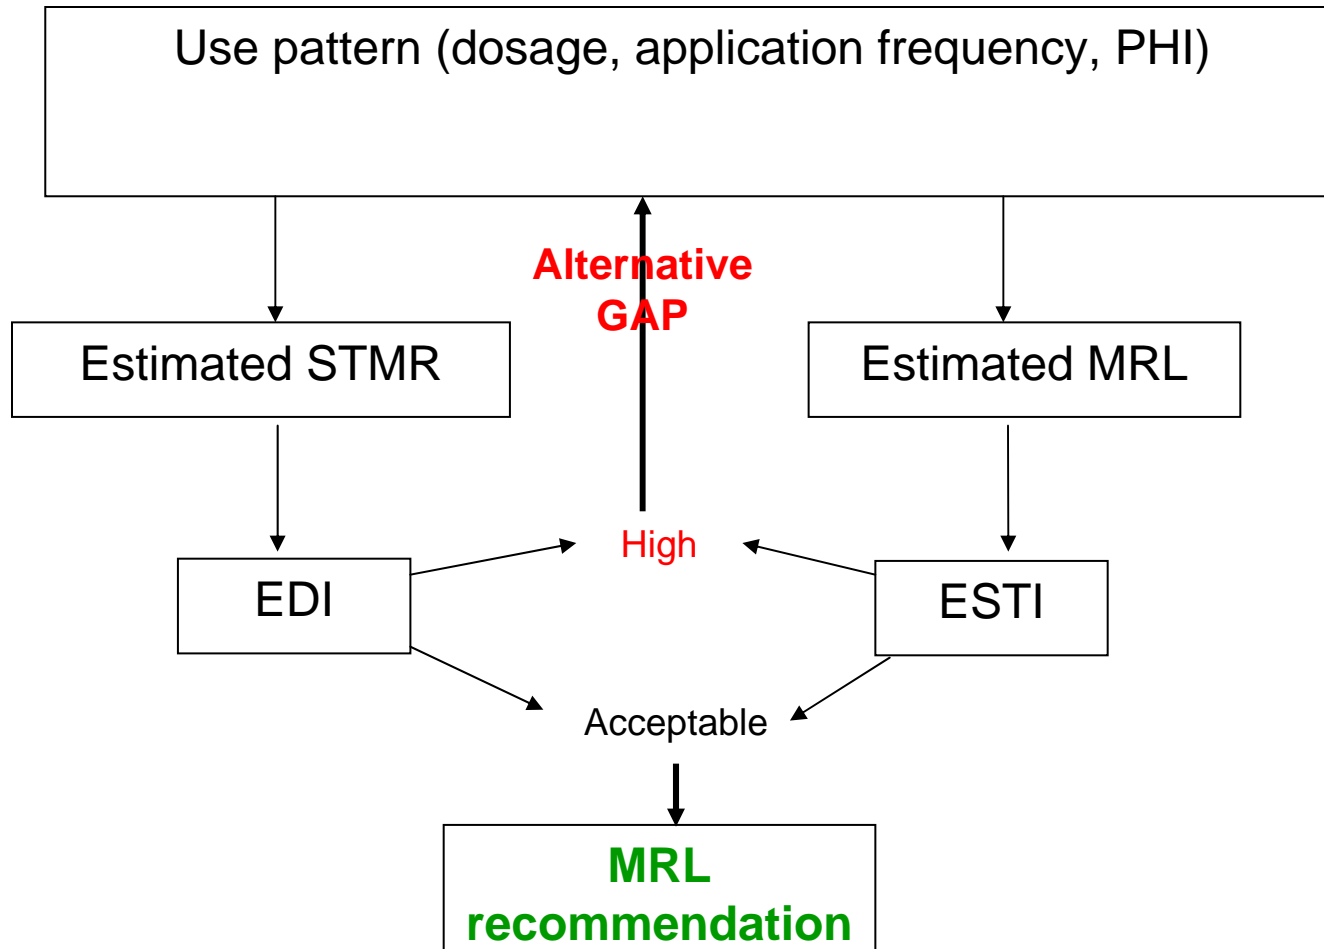 Use pattern (dosage, application frequency, PHI)
Alternative
GAP
Estimated STMR
Estimated MRL
High
EDI
ESTI
Acceptable
MRL
recommendation